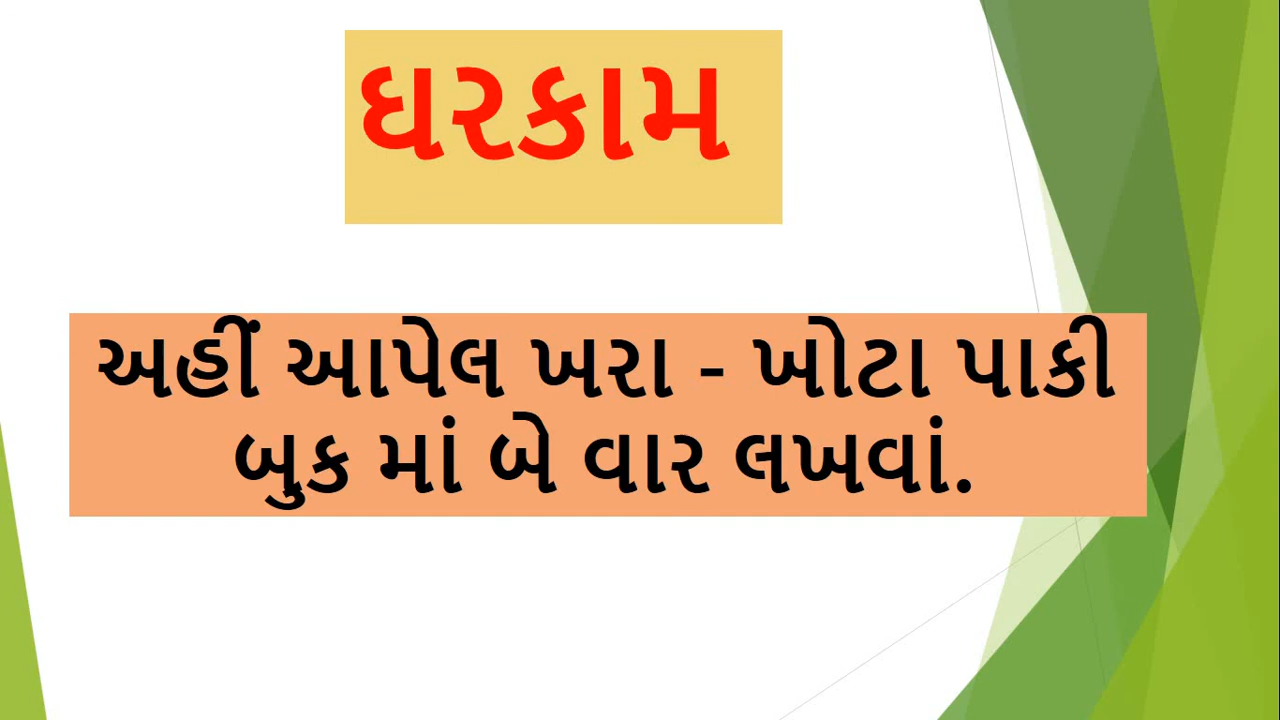 ઘરકામ
અહીં આપેલ ખરા - ખોટા પાકી
બુક માં બે વાર લખવાં.